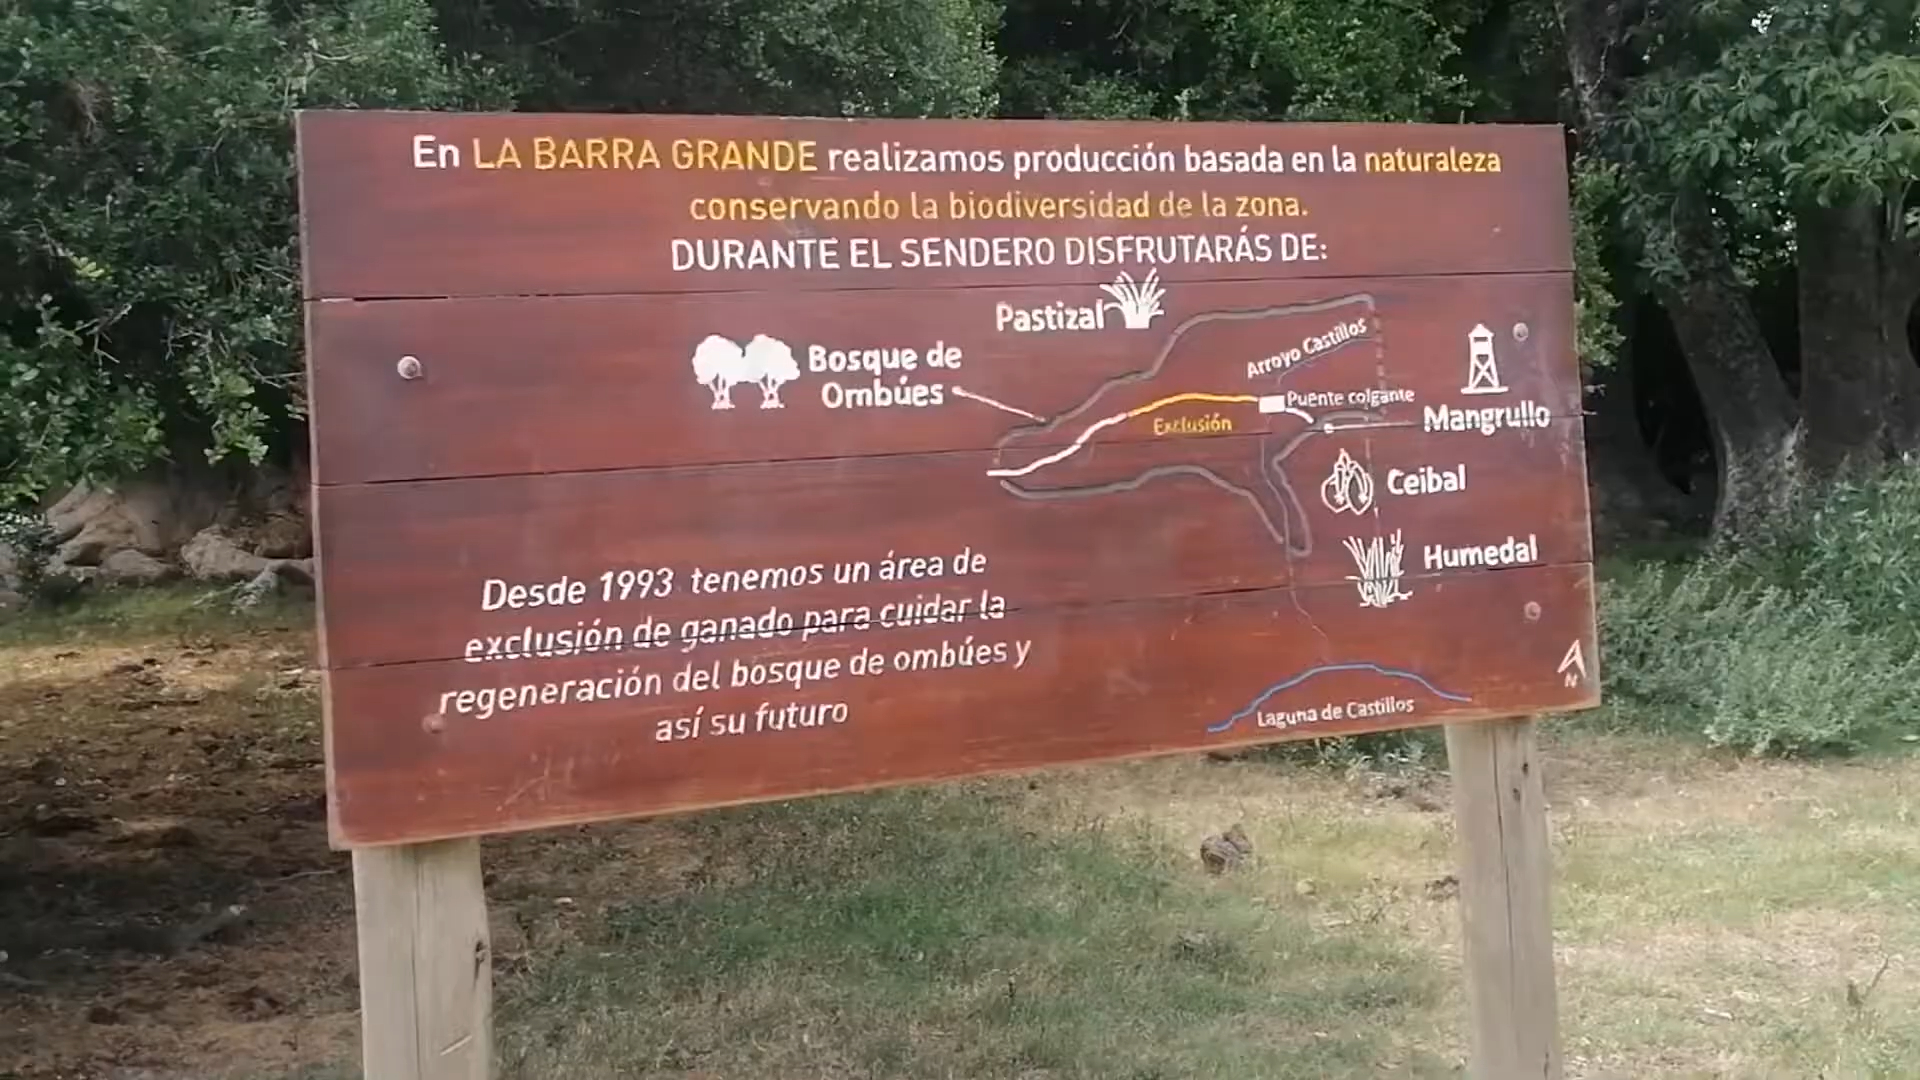 En LA BARRA GRANDE realizamos producción basada en la naturaleza
conservando la biodiversidad de la zona.
DURANTE EL SENDERO DISFRUTARÁS DE:
Pastizal
Bosque de
Ombúes
Arroyo Castillos
Puente colgante
Exclusión
Mangrullo
Ceibal
Humedal
Desde 1993 tenemos un área de
exclusión de ganado para cuidar la
regeneración del bosque de ombúes y
así su futuro
Laguna de Castillos
N